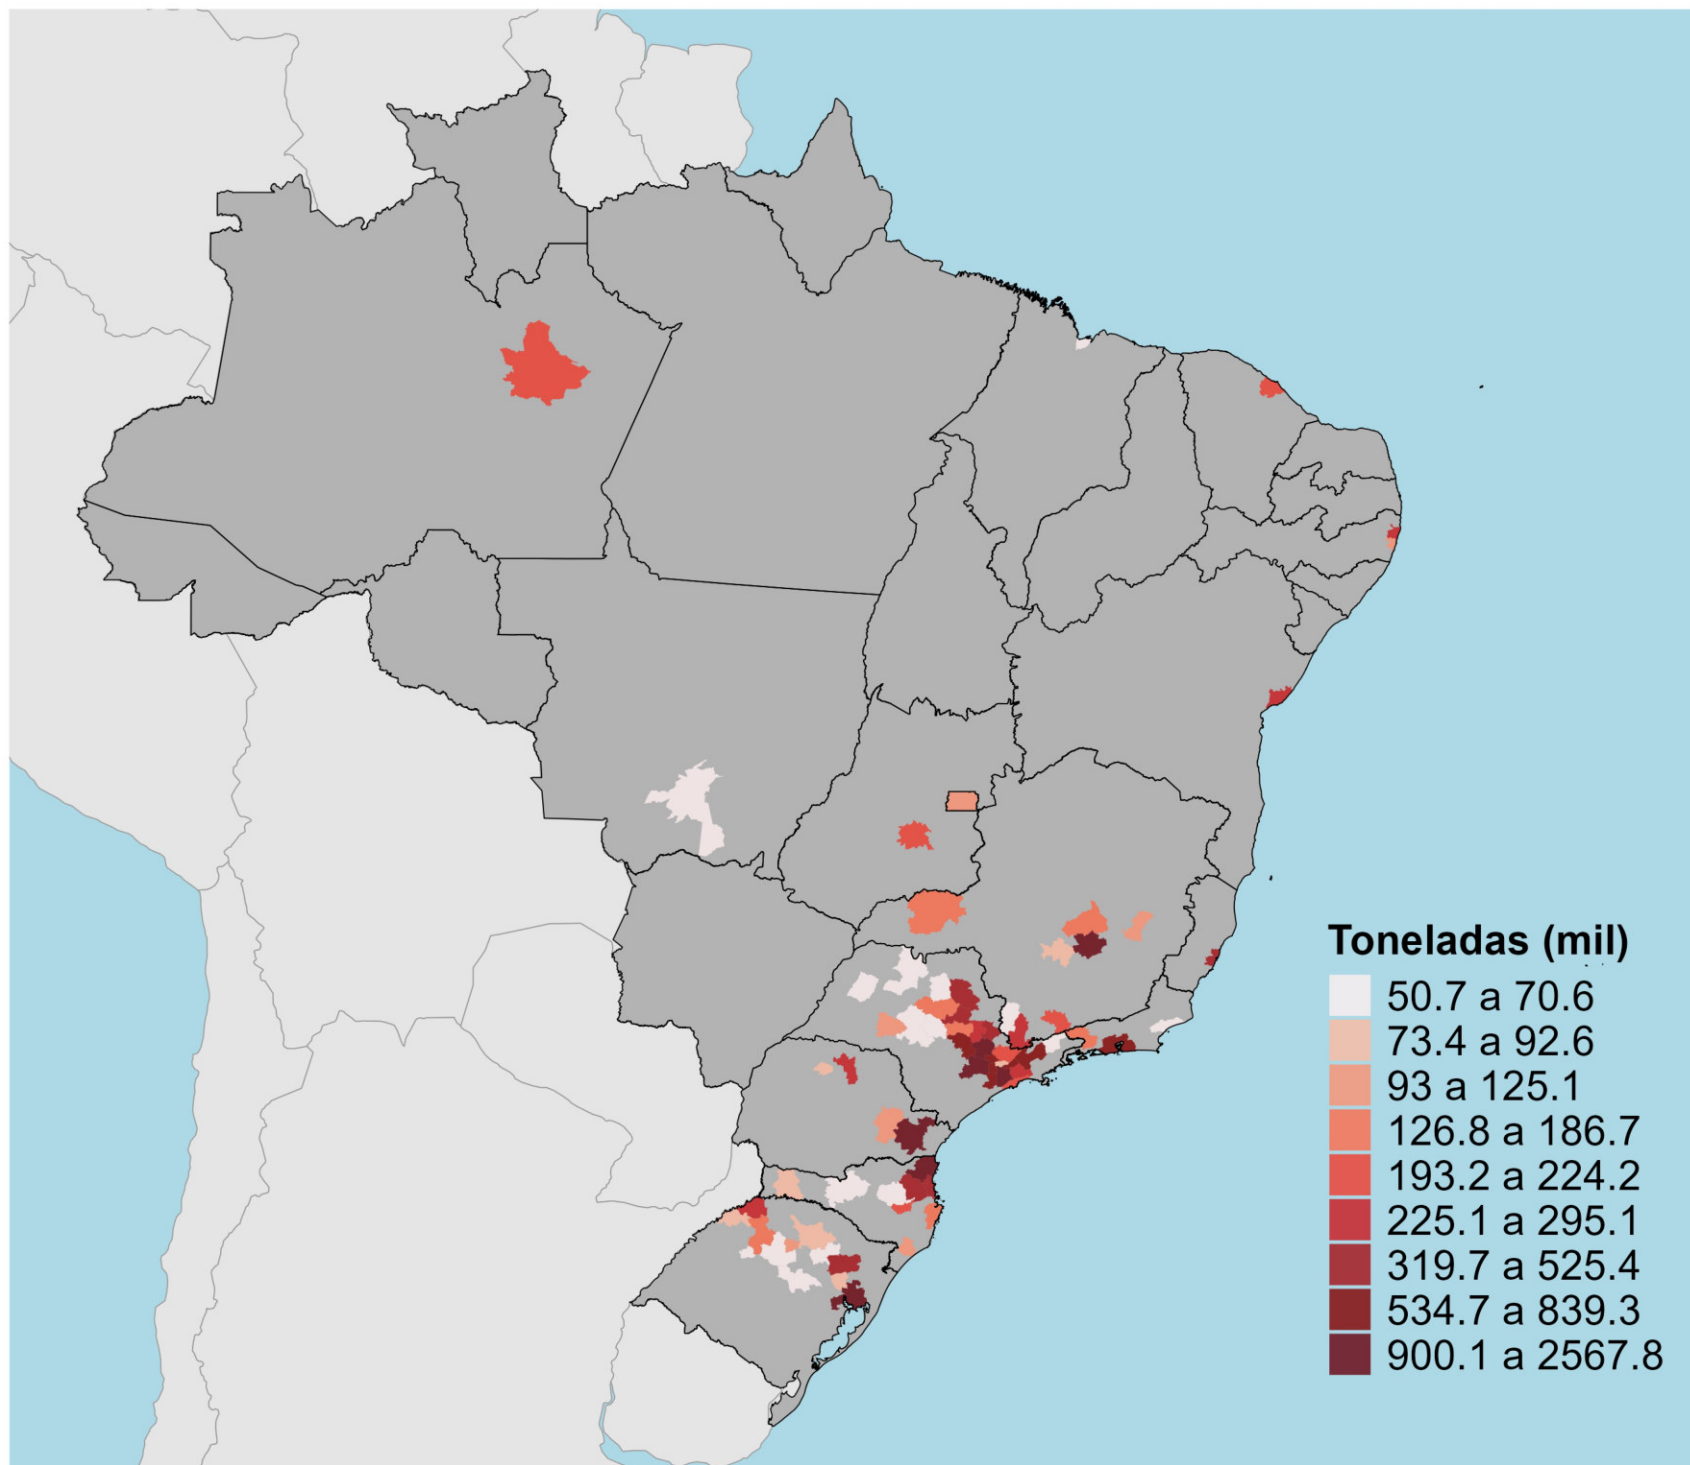 Toneladas (mil)
50.7 a 70.6
73.4 a 92.6
93 a 125.1
126.8 a 186.7
193.2 a 224.2
225.1 a 295.1
319.7 a 525.4
534.7 a 839.3
900.1 a 2567.8